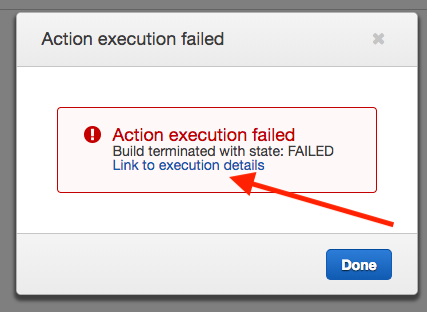 Action execution failed
Action execution failed
Build terminated with state: FAILED
Link to execution details
Done